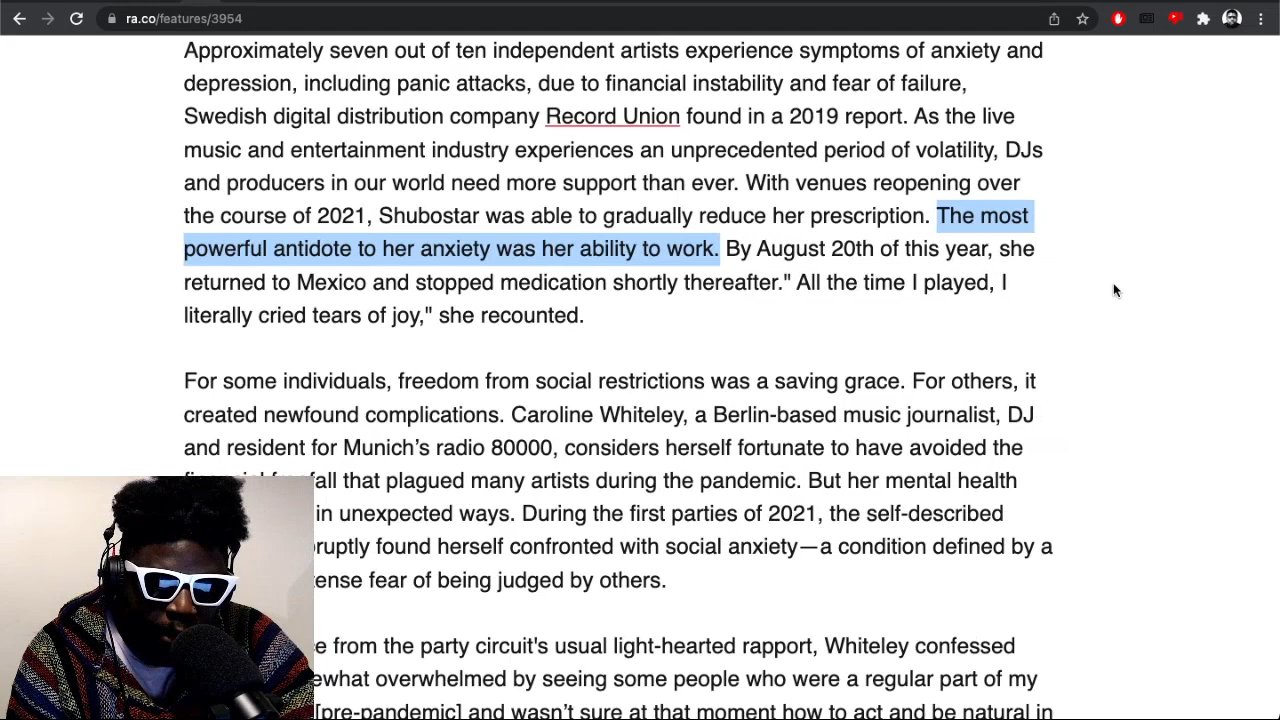 ra.co/features/3954
Approximately seven out of ten independent artists experience symptoms of anxiety and
depression, including panic attacks, due to financial instability and fear of failure,
Swedish digital distribution company Record Union found in a 2019 report. As the live
music and entertainment industry experiences an unprecedented period of volatility, DJs
and producers in our world need more support than ever. With venues reopening over
the course of 2021, Shubostar was able to gradually reduce her prescription. The most
powerful antidote to her anxiety was her ability to work. By August 20th of this year, she
returned to Mexico and stopped medication shortly thereafter." All the time I played, I
literally cried tears of joy," she recounted.
For some individuals, freedom from social restrictions was a saving grace. For others, it
created newfound complications. Caroline Whiteley, a Berlin-based music journalist, DJ
and resident for Munich’s radio 80000, considers herself fortunate to have avoided the
that plagued many artists during the pandemic. But her mental health
in unexpected ways. During the first parties of 2021, the self-described
found herself confronted with social anxiety—a condition defined by a
fear of being judged by others.
from the party circuit's usual light-hearted rapport, Whiteley confessed
overwhelmed by seeing some people who were a regular part of my
[pre-pandemic] and wasn’t sure at that moment how to act and be natural in